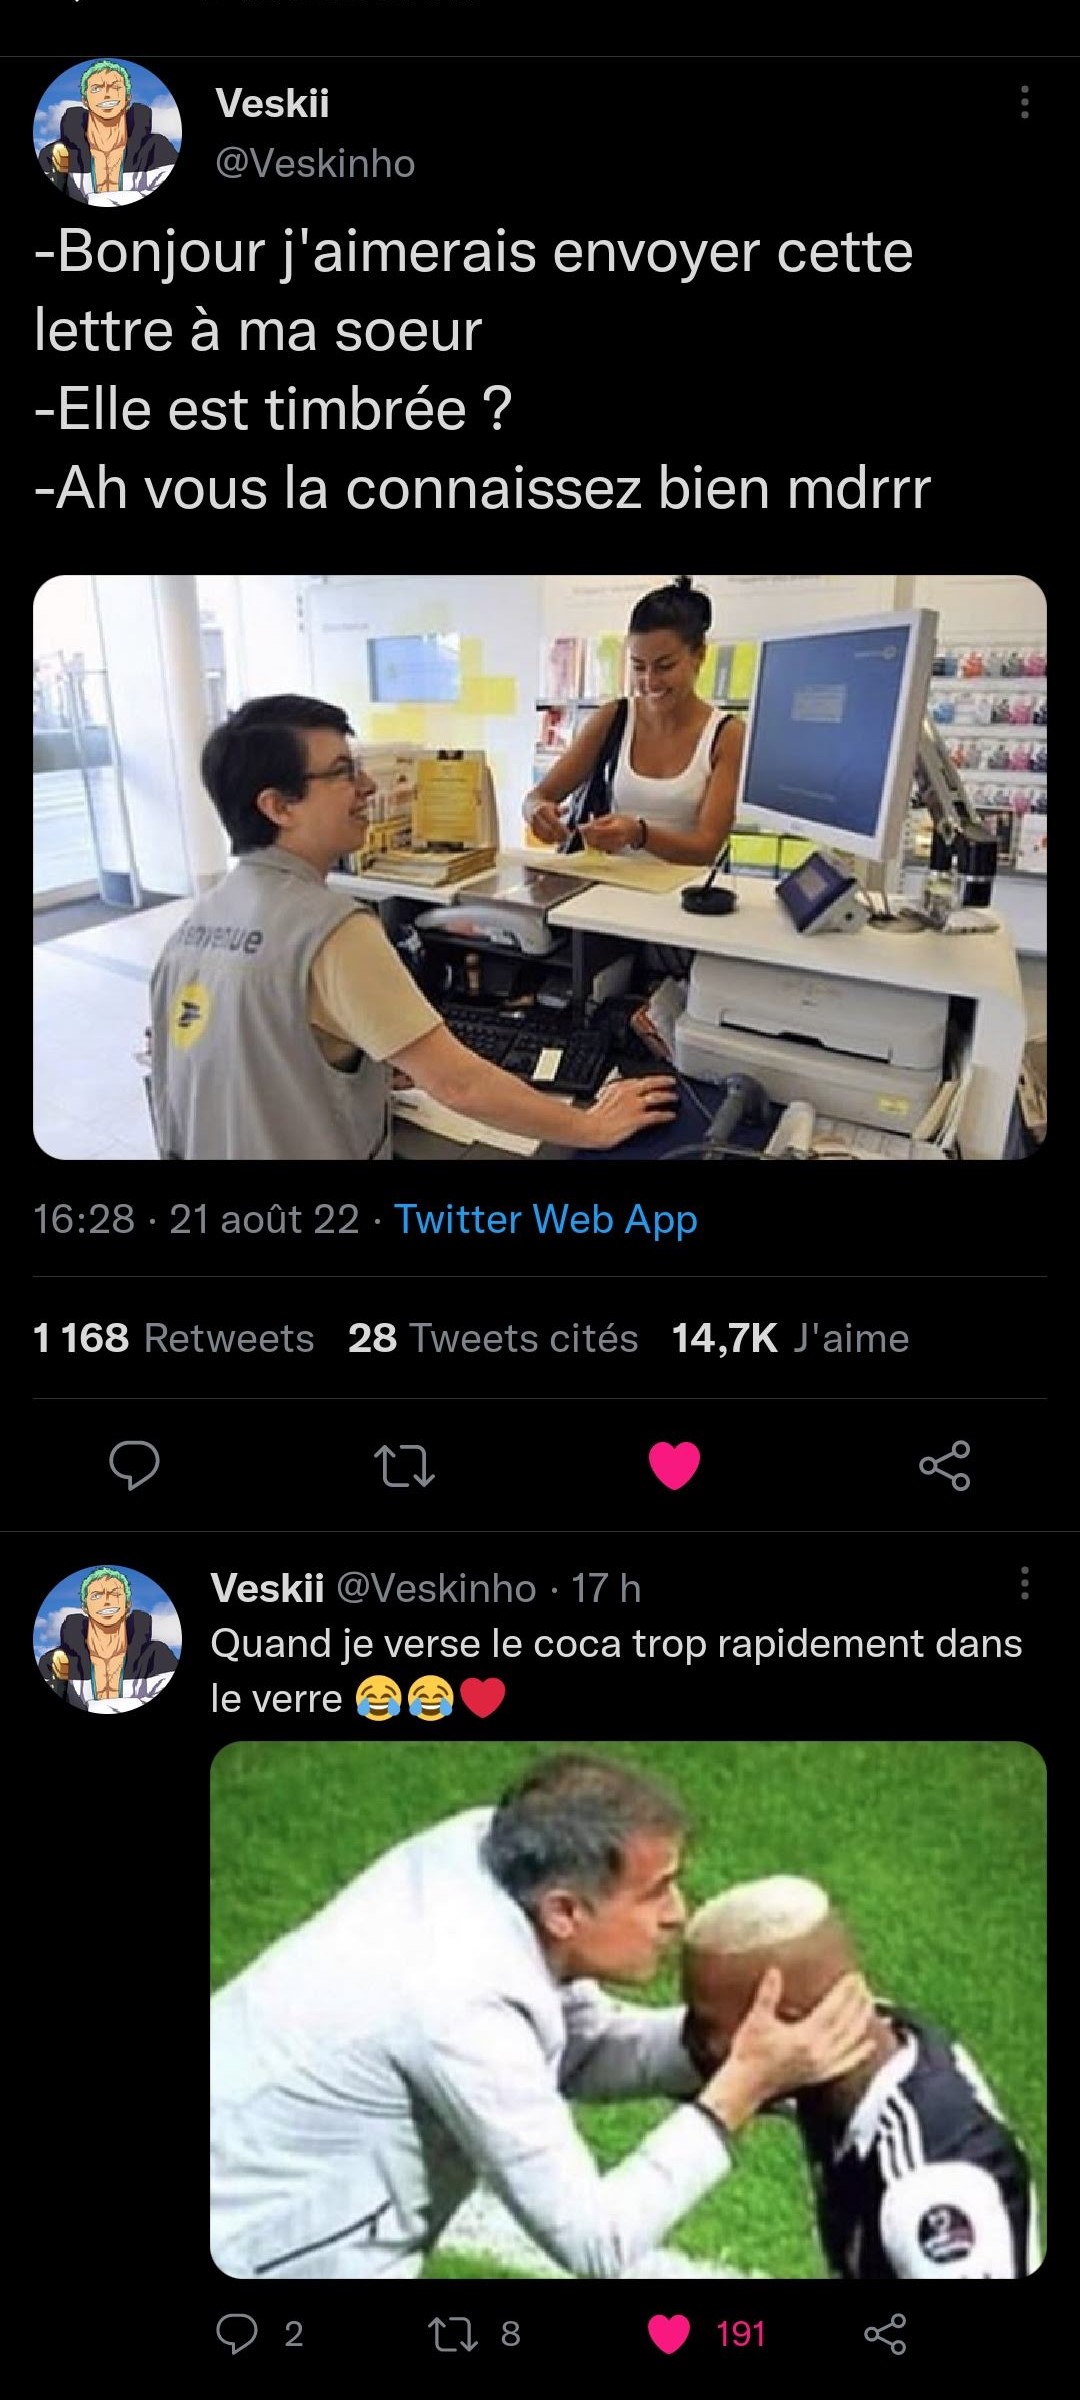 Veskii
@Veskinho
-Bonjour j'aimerais envoyer cette
lettre à ma soeur
-Elle est timbrée ?
-Ah vous la connaissez bien mdrrr
16:28 · 21 août 22 · Twitter Web App
1 168 Retweets 28 Tweets cités 14,7K J'aime
Veskii @Veskinho · 17 h
Quand je verse le coca trop rapidement dans
le verre 😂😂❤️
2 8 191